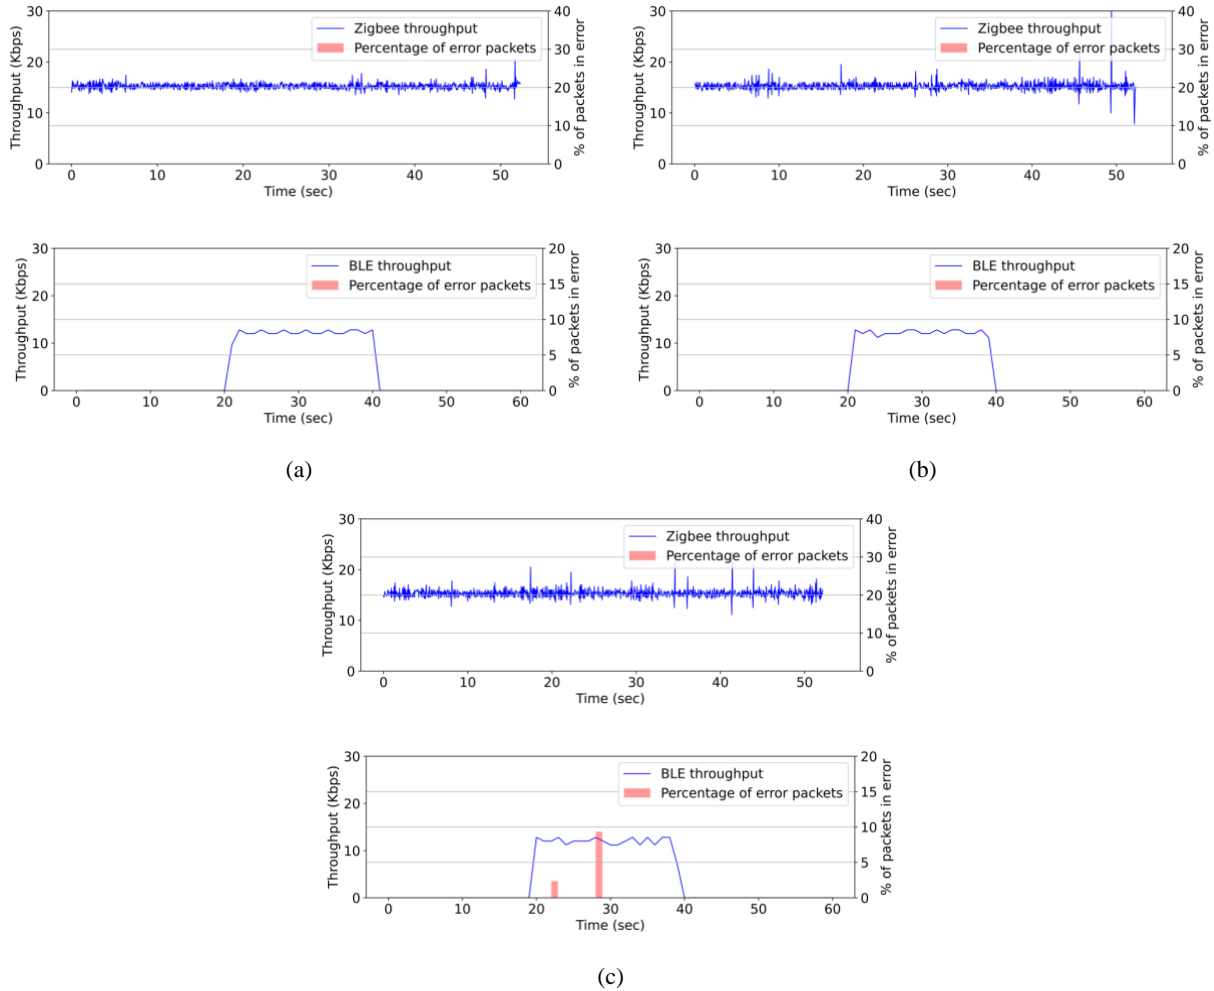 Throughput (Kbps)
30
20
10
0
Zigbee throughput
Percentage of error packets
40
30
20
10
0
% of packets in error
0 10 20 30 40 50
Time (sec)
Throughput (Kbps)
30
20
10
0
Zigbee throughput
Percentage of error packets
40
30
20
10
0
% of packets in error
0 10 20 30 40 50
Time (sec)
Throughput (Kbps)
30
20
10
0
BLE throughput
Percentage of error packets
20
15
10
5
0
% of packets in error
0 10 20 30 40 50 60
Time (sec)
Throughput (Kbps)
30
20
10
0
BLE throughput
Percentage of error packets
20
15
10
5
0
% of packets in error
0 10 20 30 40 50 60
Time (sec)
(a)
(b)
Throughput (Kbps)
30
20
10
0
Zigbee throughput
Percentage of error packets
40
30
20
10
0
% of packets in error
0 10 20 30 40 50
Time (sec)
Throughput (Kbps)
30
20
10
0
BLE throughput
Percentage of error packets
20
15
10
5
0
% of packets in error
0 10 20 30 40 50 60
Time (sec)
(c)